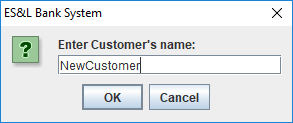 ES&L Bank System
?
Enter Customer's name:
NewCustomer
OK Cancel